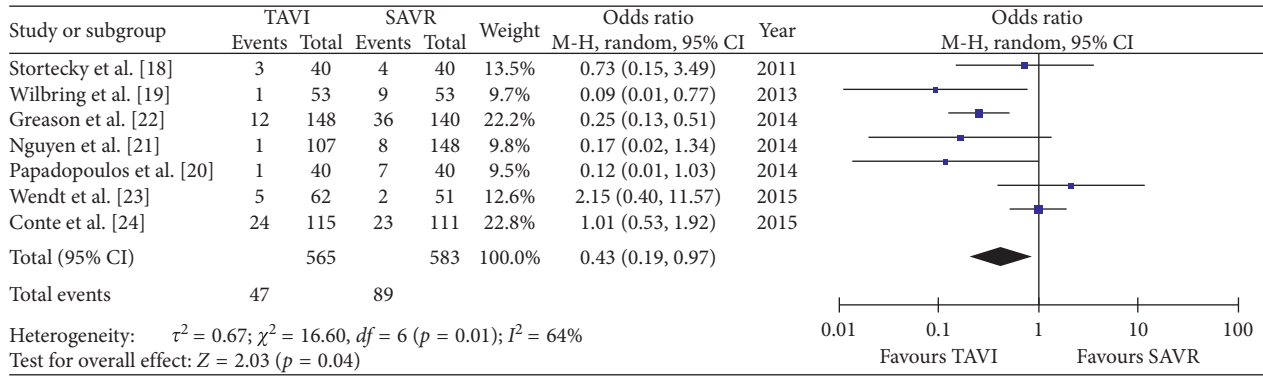 Study or subgroup TAVI SAVR Weight Odds ratio Year Odds ratio
Events Total Events Total M-H, random, 95% CI M-H, random, 95% CI
Stortecky et al. [18] 3 40 4 40 13.5% 0.73 (0.15, 3.49) 2011
Wilbring et al. [19] 1 53 9 53 9.7% 0.09 (0.01, 0.77) 2013
Greason et al. [22] 12 148 36 140 22.2% 0.25 (0.13, 0.51) 2014
Nguyen et al. [21] 1 107 8 148 9.8% 0.17 (0.02, 1.34) 2014
Papadopoulos et al. [20] 1 40 7 40 9.5% 0.12 (0.01, 1.03) 2014
Wendt et al. [23] 5 62 2 51 12.6% 2.15 (0.40, 11.57) 2015
Conte et al. [24] 24 115 23 111 22.8% 1.01 (0.53, 1.92) 2015
Total (95% CI) 565 583 100.0% 0.43 (0.19, 0.97)
Total events 47 89
Heterogeneity: τ² = 0.67; χ² = 16.60, df = 6 (p = 0.01); I² = 64%
Test for overall effect: Z = 2.03 (p = 0.04)
0.01 0.1 1 10 100
Favours TAVI Favours SAVR